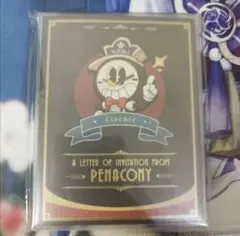 Clockie
A LETTER OF INVITATION FROM
PENACONY